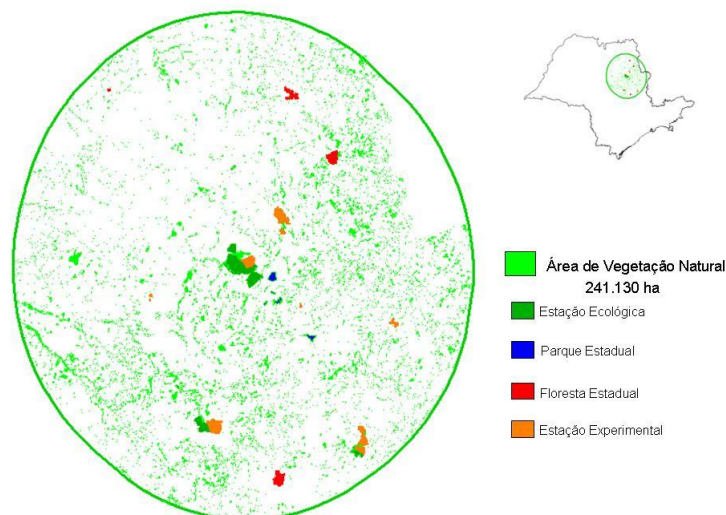 Área de Vegetação Natural
241.130 ha
Estação Ecológica
Parque Estadual
Floresta Estadual
Estação Experimental